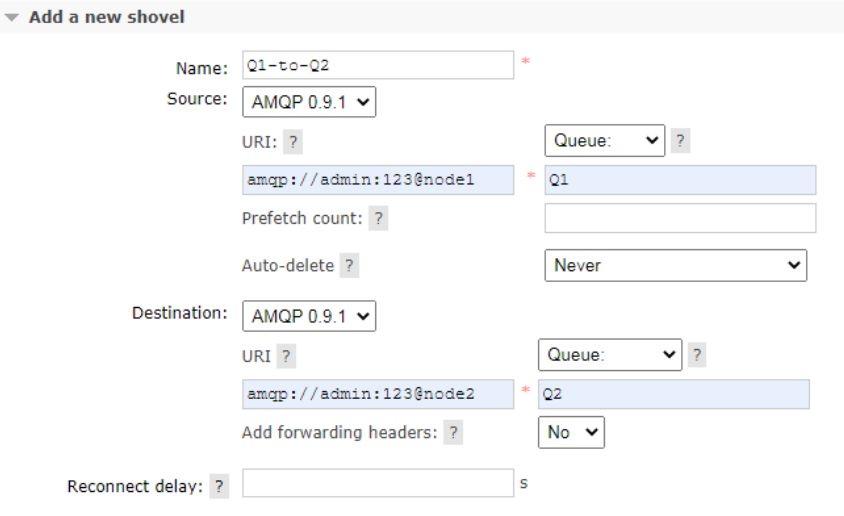 Add a new shovel
Name: Q1-to-Q2 *
Source: AMQP 0.9.1
URI: ? Queue: ?
amqp://admin:123@node1 * Q1
Prefetch count: ?
Auto-delete ? Never
Destination: AMQP 0.9.1
URI ? Queue: ?
amqp://admin:123@node2 * Q2
Add forwarding headers: ? No
Reconnect delay: ? s